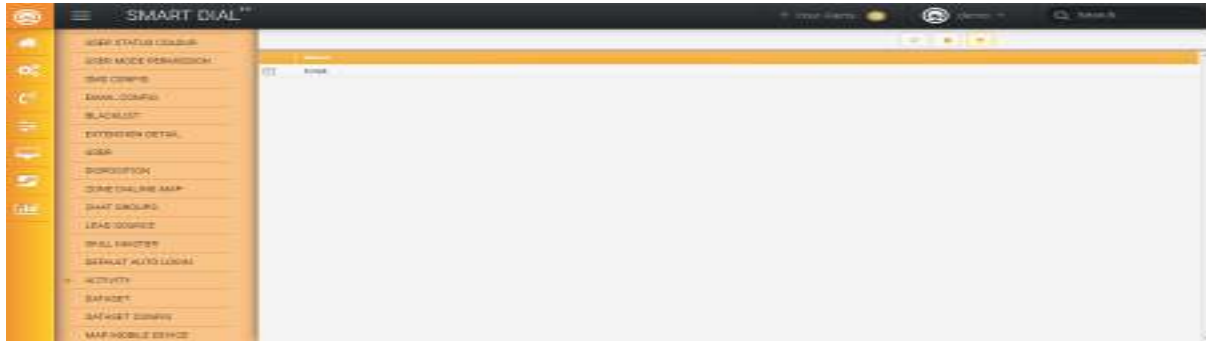 SMART DIAL
Search
USER STATUS COLOUR
USER MODE PERMISSION
SMS CONFIG
EMAIL CONFIG
BLACKLIST
EXTENSION DETAIL
USER
DISPOSITION
ZONE DIALING MAP
CHAT GROUPS
LEAD SOURCE
SKILL MASTER
DEFAULT AUTO LOGIN
ACTIVITY
DATASET
DATASET CONFIG
MAP MOBILE DEVICE